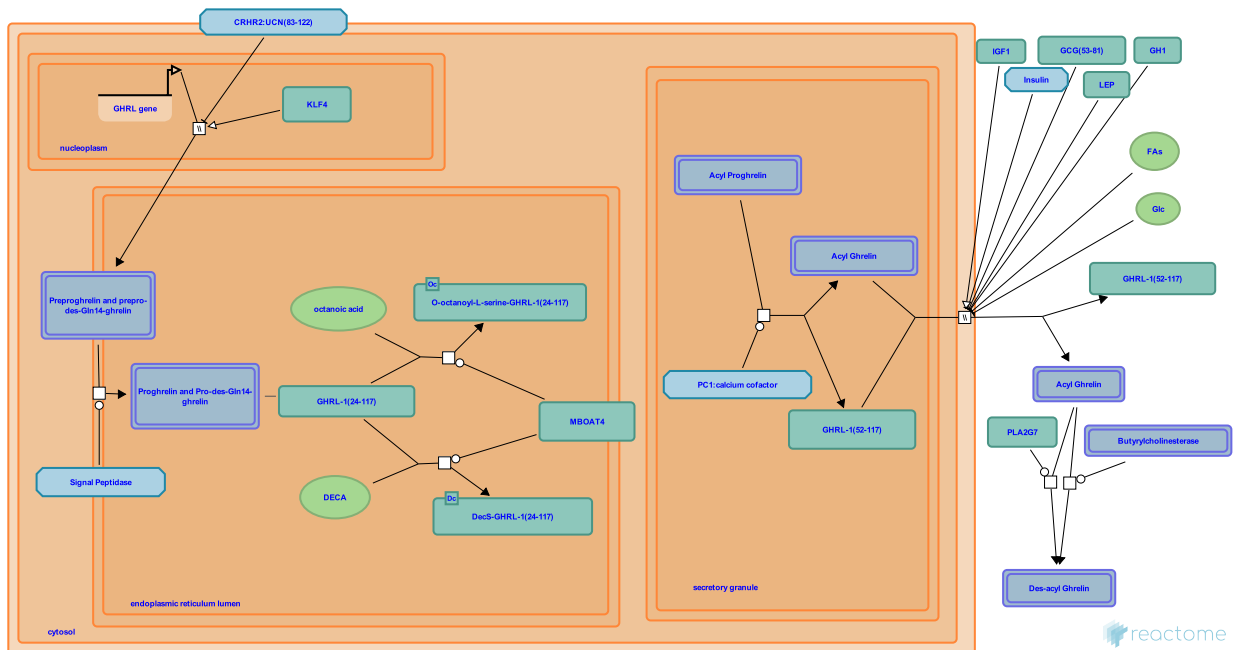 CRHR2:UCN(83-122)
GHRL gene
KLF4
\\
nucleoplasm
Preproghrelin and prepro-
des-Gln14-ghrelin
Proghrelin and Pro-des-Gln14-
ghrelin
Signal Peptidase
octanoic acid
Oc
O-octanoyl-L-serine-GHRL-1(24-117)
GHRL-1(24-117)
MBOAT4
DECA
Dc
DecS-GHRL-1(24-117)
endoplasmic reticulum lumen
cytosol
Acyl Proghrelin
Acyl Ghrelin
PC1:calcium cofactor
GHRL-1(52-117)
secretory granule
IGF1
GCG(53-81)
GH1
Insulin
LEP
FAs
Glc
\\
GHRL-1(52-117)
Acyl Ghrelin
PLA2G7
Butyrylcholinesterase
Des-acyl Ghrelin
reactome